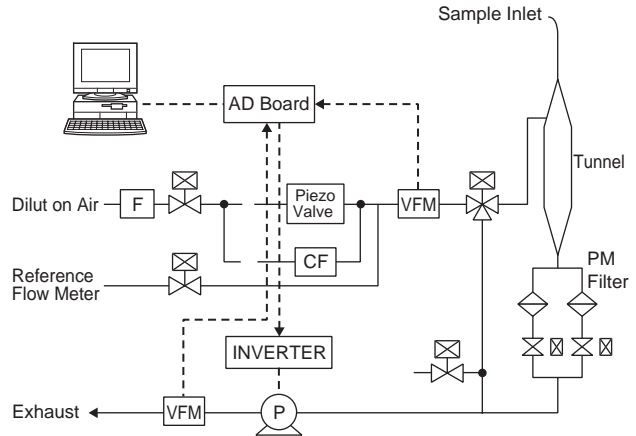 Sample Inlet
AD Board
Tunnel
Dilut on Air
F
Piezo
Valve
VFM
CF
PM
Filter
Reference
Flow Meter
INVERTER
Exhaust
VFM
P